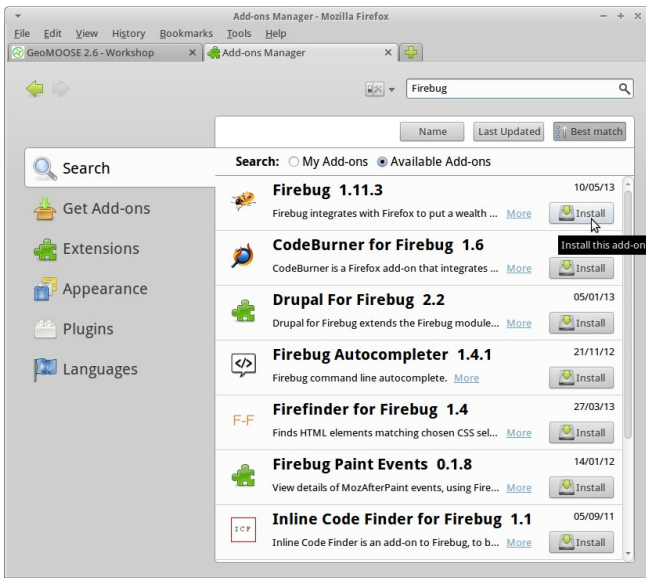 Add-ons Manager - Mozilla Firefox
File Edit View History Bookmarks Tools Help
GeoMOOSE 2.6 - Workshop
Add-ons Manager
Firebug
Name Last Updated Best match
Search
Get Add-ons
Extensions
Appearance
Plugins
Languages
Search: My Add-ons Available Add-ons
Firebug 1.11.3 10/05/13
Firebug integrates with Firefox to put a wealth ... More Install
Install this add-on
CodeBurner for Firebug 1.6
CodeBurner is a Firefox add-on that integrates ... More Install
Drupal For Firebug 2.2 05/01/13
Drupal for Firebug extends the Firebug module... More Install
</> Firebug Autocompleter 1.4.1 21/11/12
Firebug command line autocomplete. More Install
F-F Firefinder for Firebug 1.4 27/03/13
Finds HTML elements matching chosen CSS sel... More Install
Firebug Paint Events 0.1.8 14/01/12
View details of MozAfterPaint events, using Fire... More Install
ICF Inline Code Finder for Firebug 1.1 05/09/11
Inline Code Finder is an add-on to Firebug, to b... More Install